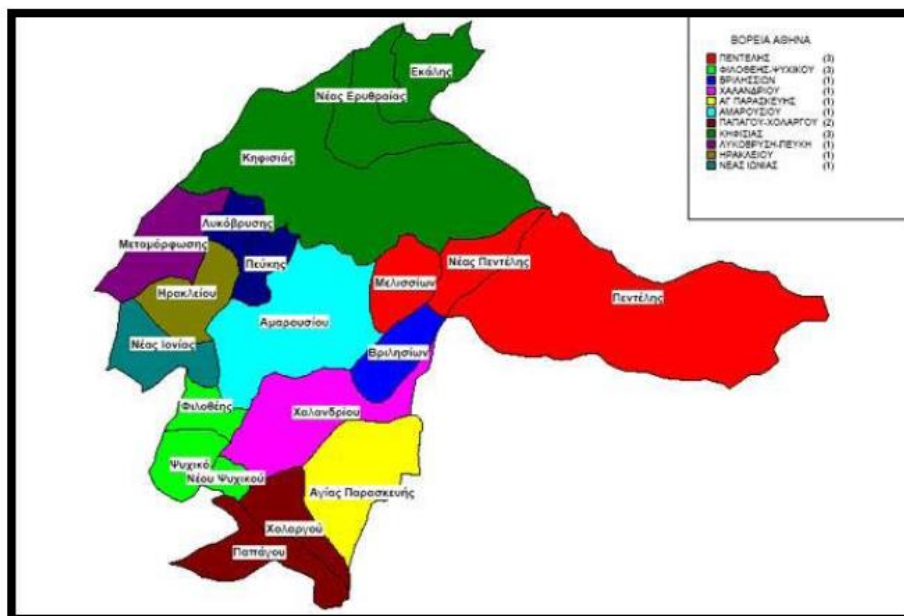 ΒΟΡΕΙΑ ΑΘΗΝΑ
ΠΕΝΤΕΛΗΣ (3)
ΦΙΛΟΘΕΗΣ-ΨΥΧΙΚΟΥ (3)
ΒΡΙΛΗΣΣΙΩΝ (1)
ΧΑΛΑΝΔΡΙΟΥ (1)
ΑΓ ΠΑΡΑΣΚΕΥΗΣ (1)
ΑΜΑΡΟΥΣΙΟΥ (1)
ΠΑΠΑΓΟΥ-ΧΟΛΑΡΓΟΥ (2)
ΚΗΦΙΣΙΑΣ (3)
ΛΥΚΟΒΡΥΣΗ-ΠΕΥΚΗ (1)
ΗΡΑΚΛΕΙΟΥ (1)
ΝΕΑΣ ΙΩΝΙΑΣ (1)
Εκάλης
Νέας Ερυθραίας
Κηφισιάς
Λυκόβρυσης
Μεταμόρφωσης
Πεύκης
Νέας Πεντέλης
Μελισσίων
Ηρακλείου
Πεντέλης
Αμαρουσίου
Νέας Ιονίας
Βριλησίων
Φιλοθέης
Χαλανδρίου
Ψυχικό
Νέου Ψυχικού
Αγίας Παρασκευής
Χολαργού
Παπάγου